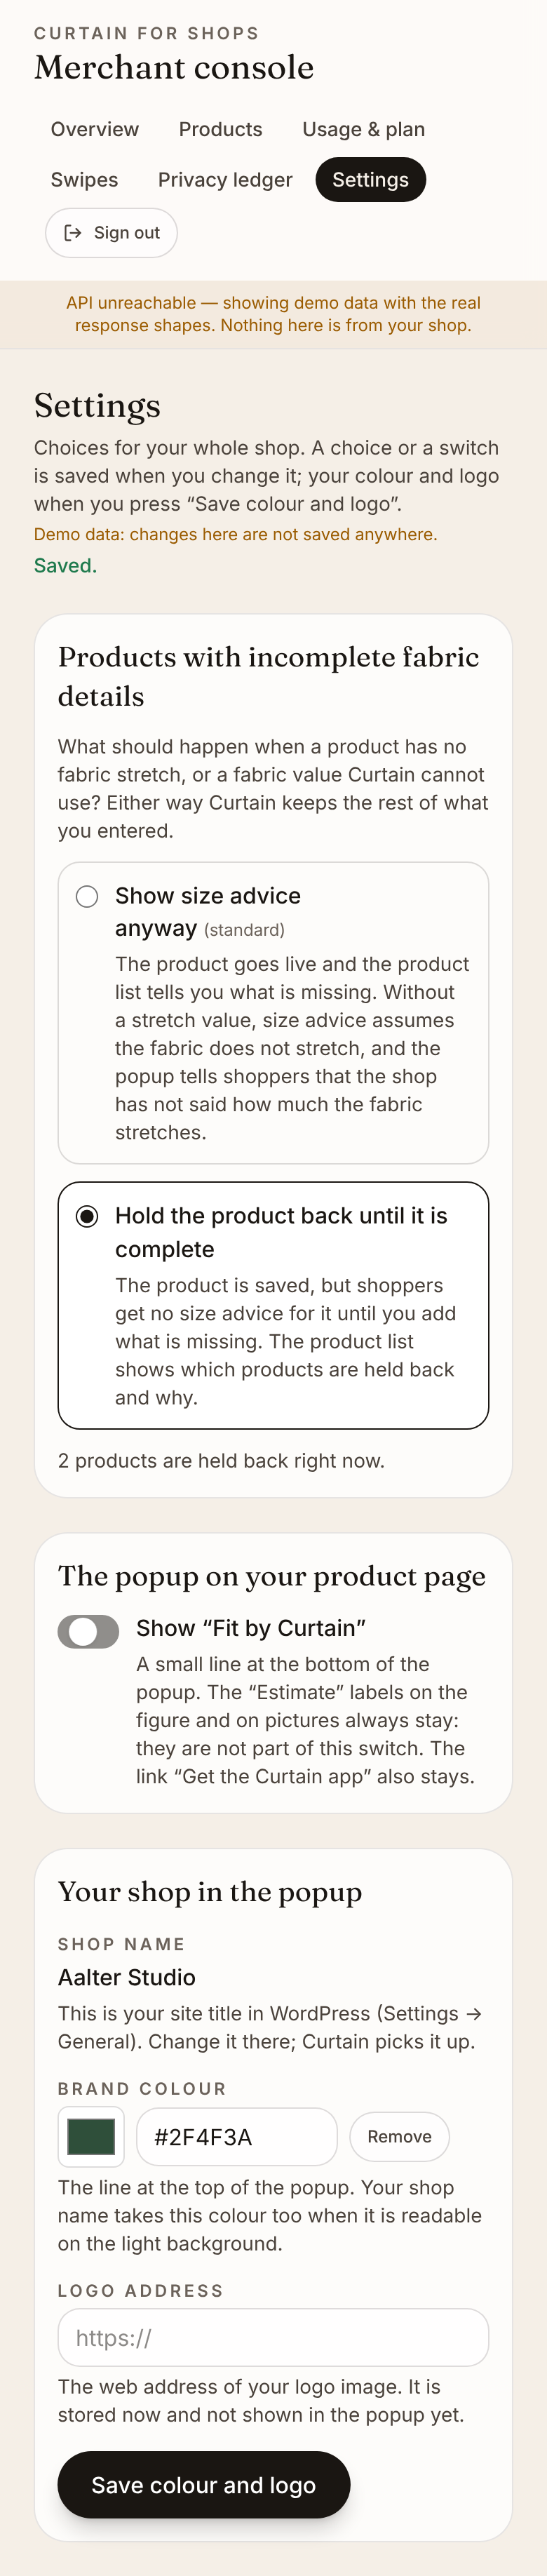 CURTAIN FOR SHOPS
Merchant console
Overview Products Usage & plan
Swipes Privacy ledger Settings
Sign out
API unreachable — showing demo data with the real
response shapes. Nothing here is from your shop.
Settings
Choices for your whole shop. A choice or a switch
is saved when you change it; your colour and logo
when you press “Save colour and logo”.
Demo data: changes here are not saved anywhere.
Saved.
Products with incomplete fabric
details
What should happen when a product has no
fabric stretch, or a fabric value Curtain cannot
use? Either way Curtain keeps the rest of what
you entered.
Show size advice
anyway (standard)
The product goes live and the product
list tells you what is missing. Without
a stretch value, size advice assumes
the fabric does not stretch, and the
popup tells shoppers that the shop
has not said how much the fabric
stretches.
Hold the product back until it is
complete
The product is saved, but shoppers
get no size advice for it until you add
what is missing. The product list
shows which products are held back
and why.
2 products are held back right now.
The popup on your product page
Show “Fit by Curtain”
A small line at the bottom of the
popup. The “Estimate” labels on the
figure and on pictures always stay:
they are not part of this switch. The
link “Get the Curtain app” also stays.
Your shop in the popup
SHOP NAME
Aalter Studio
This is your site title in WordPress (Settings →
General). Change it there; Curtain picks it up.
BRAND COLOUR
#2F4F3A Remove
The line at the top of the popup. Your shop
name takes this colour too when it is readable
on the light background.
LOGO ADDRESS
https://
The web address of your logo image. It is
stored now and not shown in the popup yet.
Save colour and logo